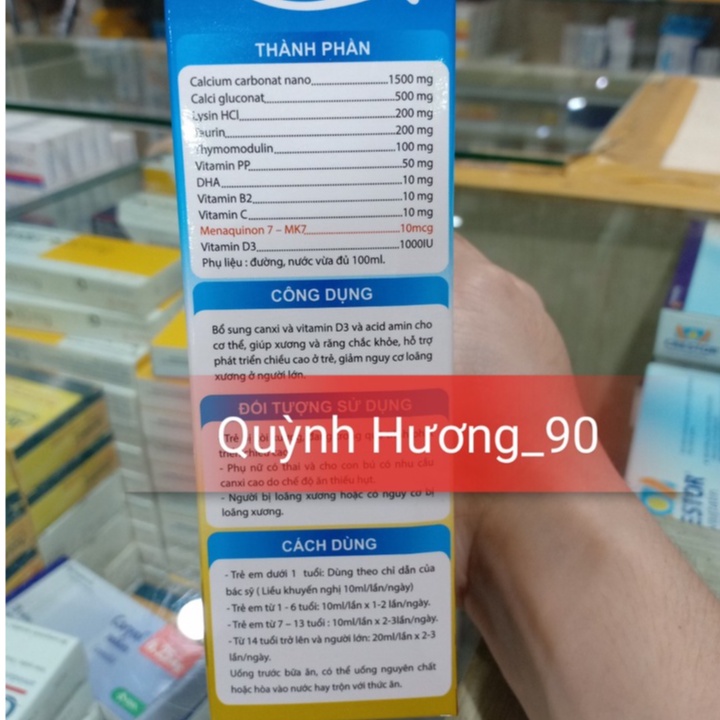 THÀNH PHẦN
Calcium carbonat nano 1500 mg
Calci gluconat 500 mg
Lysin HCl 200 mg
Taurin 200 mg
Thymomodulin 100 mg
Vitamin PP 50 mg
DHA 10 mg
Vitamin B2 10 mg
Vitamin C 10 mg
Menaquinon 7 – MK7 10mcg
Vitamin D3 1000IU
Phụ liệu : đường, nước vừa đủ 100ml.
CÔNG DỤNG
Bổ sung canxi và vitamin D3 và acid amin cho
cơ thể, giúp xương và răng chắc khỏe, hỗ trợ
phát triển chiều cao ở trẻ, giảm nguy cơ loãng
xương ở người lớn.
ĐỐI TƯỢNG SỬ DỤNG
Quỳnh Hương_90
- Phụ nữ có thai và cho con bú có nhu cầu
canxi cao do chế độ ăn thiếu hụt.
- Người bị loãng xương hoặc có nguy cơ bị
loãng xương.
CÁCH DÙNG
- Trẻ em dưới 1 tuổi: Dùng theo chỉ dẫn của
bác sỹ ( Liều khuyến nghị 10ml/lần/ngày)
- Trẻ em từ 1 - 6 tuổi: 10ml/lần x 1-2 lần/ngày.
- Trẻ em từ 7 – 13 tuổi : 10ml/lần x 2-3lần/ngày.
- Từ 14 tuổi trở lên và người lớn: 20ml/lần x 2-3
lần/ngày.
Uống trước bữa ăn, có thể uống nguyên chất
hoặc hòa vào nước hay trộn với thức ăn.